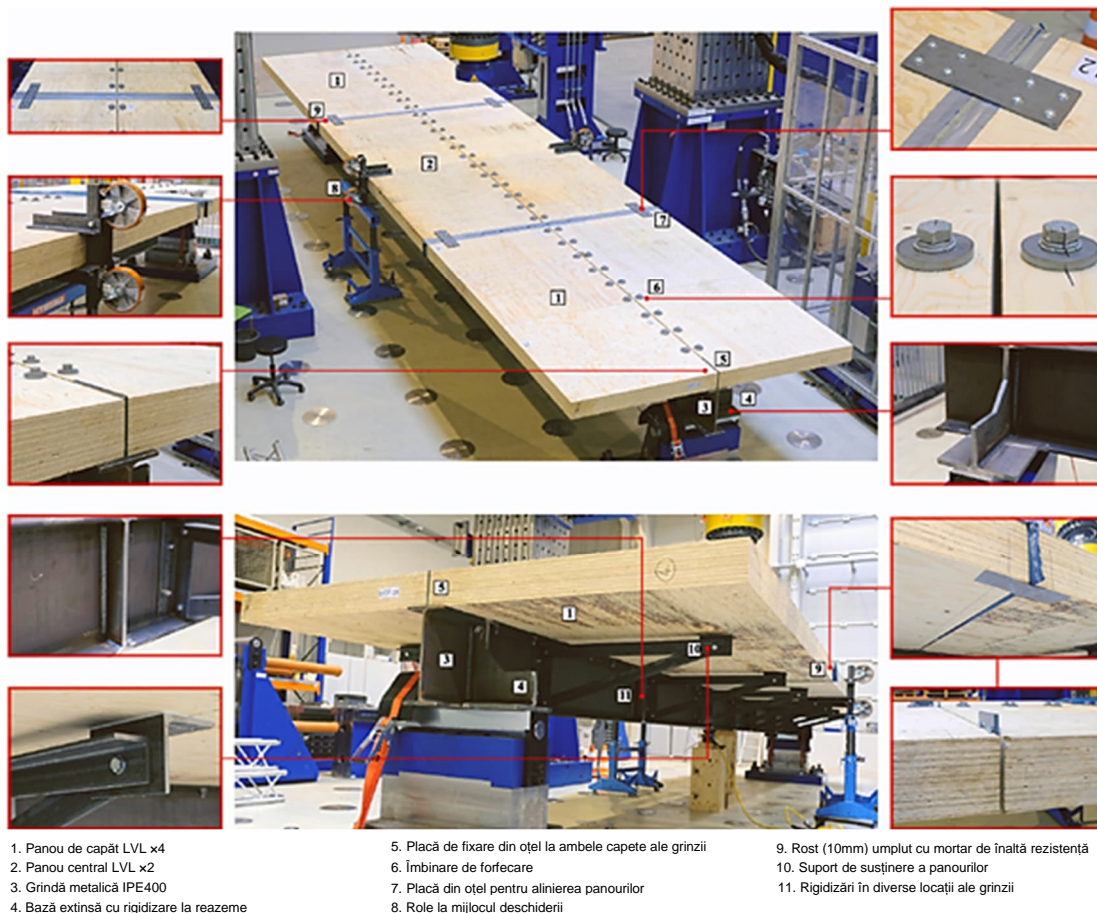 1
9
2
8
7
1
6
5
3
4
5
1
3
4
10
11
9
1. Panou de capăt LVL ×4
2. Panou central LVL ×2
3. Grindă metalică IPE400
4. Bază extinsă cu rigidizare la reazeme
5. Placă de fixare din oțel la ambele capete ale grinzii
6. Îmbinare de forfecare
7. Placă din oțel pentru alinierea panourilor
8. Role la mijlocul deschiderii
9. Rost (10mm) umplut cu mortar de înaltă rezistență
10. Suport de susținere a panourilor
11. Rigidizări în diverse locații ale grinzii